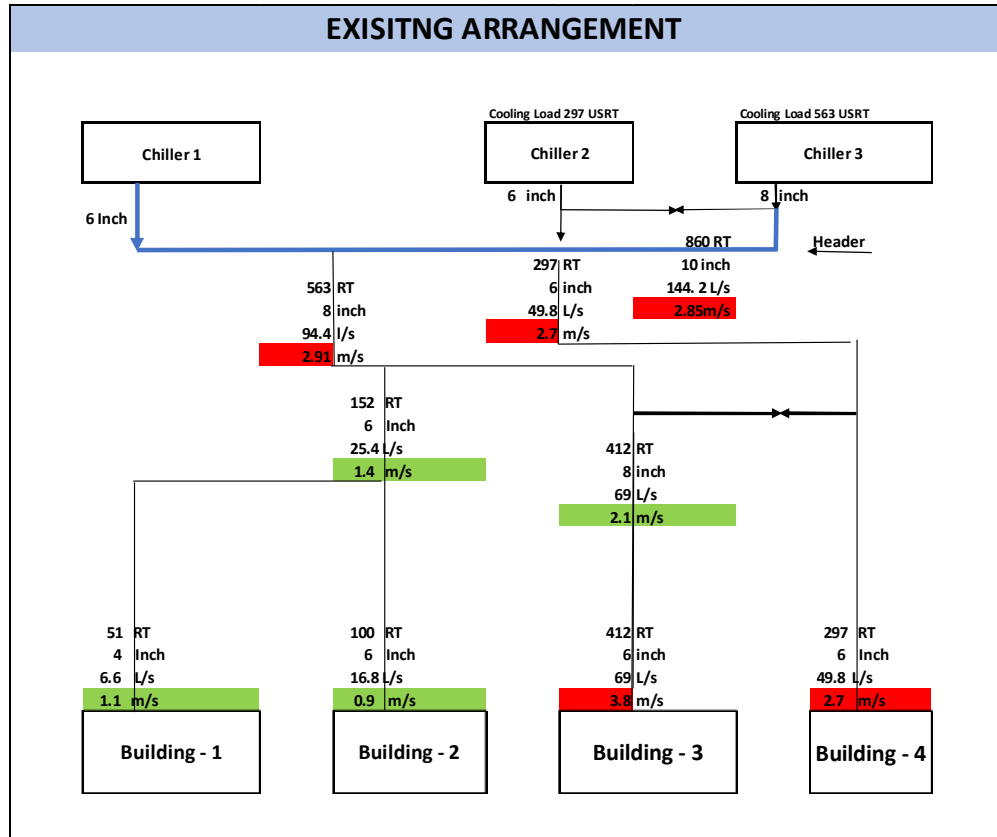 EXISITNG ARRANGEMENT
Cooling Load 297 USRT
Cooling Load 563 USRT
Chiller 1
Chiller 2
Chiller 3
6 Inch
6 inch
8 inch
Header
860 RT
10 inch
144. 2 L/s
2.85m/s
297 RT
6 inch
49.8 L/s
2.7 m/s
563 RT
8 inch
94.4 l/s
2.91 m/s
152 RT
6 Inch
25.4 L/s
1.4 m/s
412 RT
8 inch
69 L/s
2.1 m/s
51 RT
4 Inch
6.6 L/s
1.1 m/s
100 RT
6 Inch
16.8 L/s
0.9 m/s
412 RT
6 inch
69 L/s
3.8 m/s
297 RT
6 Inch
49.8 L/s
2.7 m/s
Building - 1
Building - 2
Building - 3
Building - 4